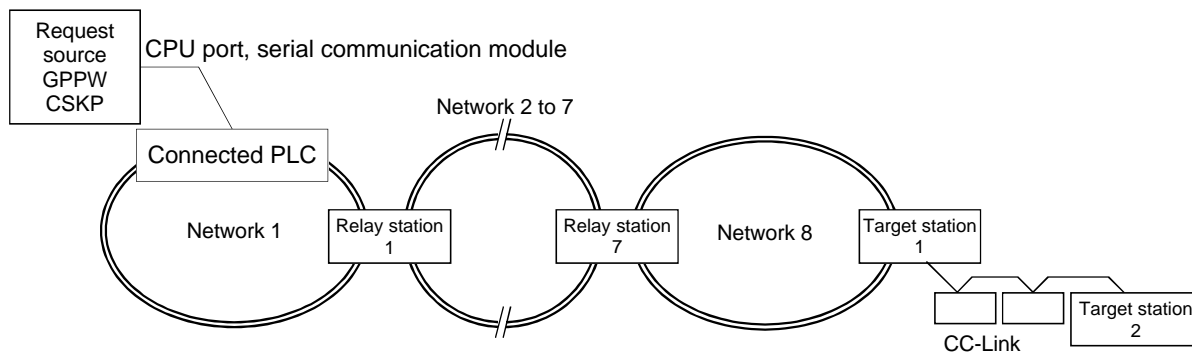 Request
source
GPPW
CSKP
CPU port, serial communication module
Network 2 to 7
Connected PLC
Network 1
Relay station
1
Relay station
7
Network 8
Target station
1
CC-Link
Target station
2